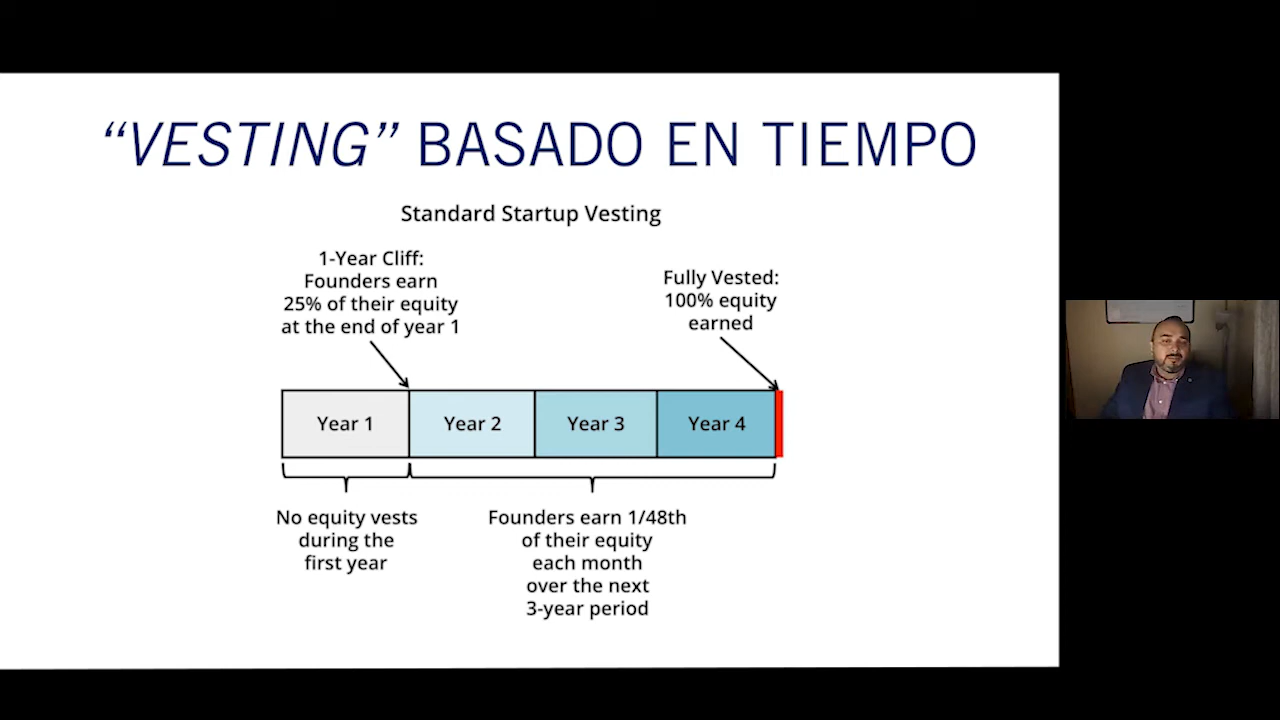 “VESTING” BASADO EN TIEMPO
Standard Startup Vesting
1-Year Cliff:
Founders earn
25% of their equity
at the end of year 1
Fully Vested:
100% equity
earned
Year 1
Year 2
Year 3
Year 4
No equity vests
during the
first year
Founders earn 1/48th
of their equity
each month
over the next
3-year period